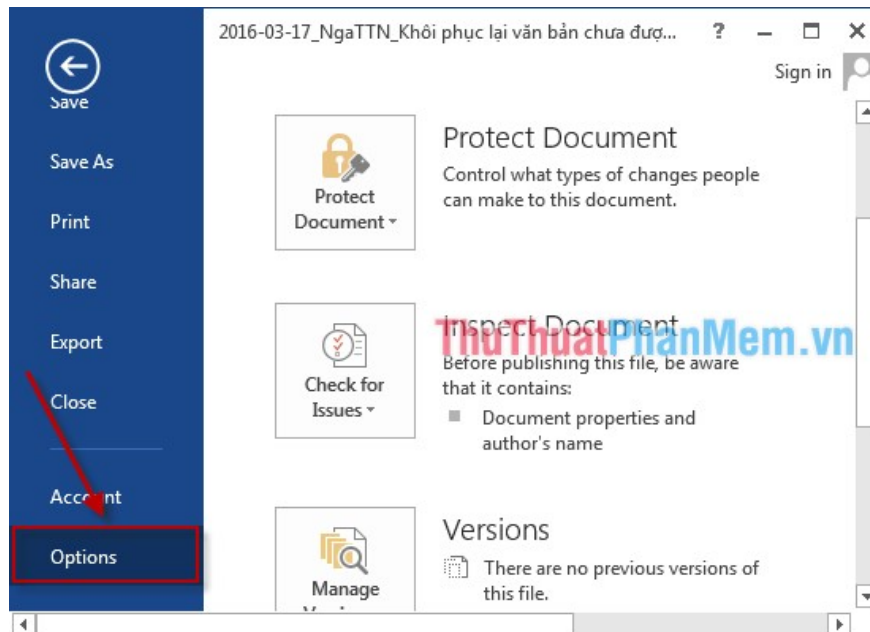 2016-03-17_NgaTTN_Khôi phục lại văn bản chưa đượ...
?
Sign in
Save
Save As
Print
Share
Export
Close
Account
Options
Protect
Document
Protect Document
Control what types of changes people
can make to this document.
Check for
Issues
Inspect Document
ThuThuatPhanMem.vn
Before publishing this file, be aware
that it contains:
Document properties and
author's name
Manage
Versions
There are no previous versions of
this file.